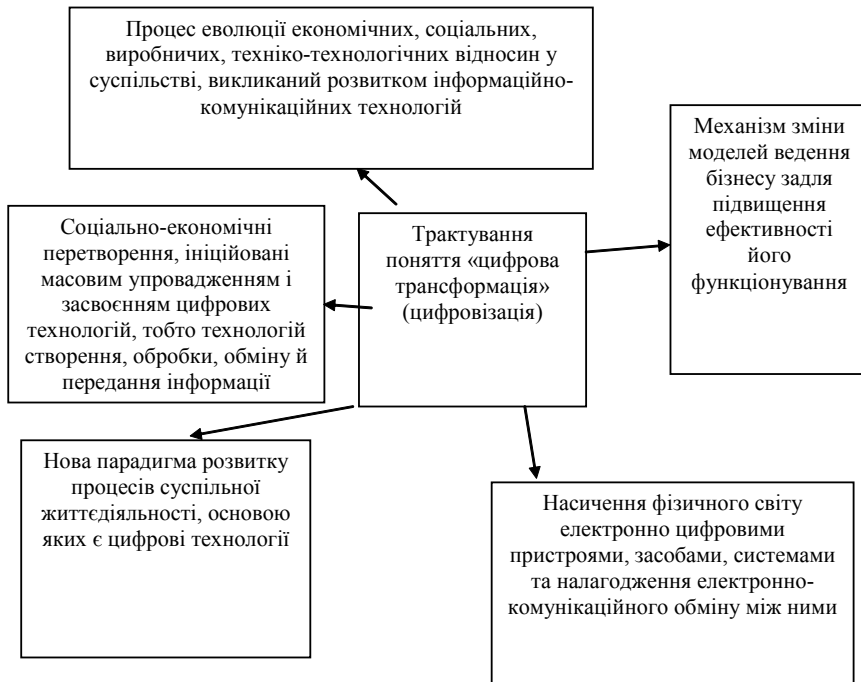 Процес еволюції економічних, соціальних,
виробничих, техніко-технологічних відносин у
суспільстві, викликаний розвитком інформаційно-
комунікаційних технологій
Механізм зміни
моделей ведення
бізнесу задля
підвищення
ефективності
його
функціонування
Соціально-економічні
перетворення, ініційовані
масовим упровадженням і
засвоєнням цифрових
технологій, тобто технологій
створення, обробки, обміну й
передання інформації
Трактування
поняття «цифрова
трансформація»
(цифровізація)
Нова парадигма розвитку
процесів суспільної
життєдіяльності, основою
яких є цифрові технології
Насичення фізичного світу
електронно цифровими
пристроями, засобами, системами
та налагодження електронно-
комунікаційного обміну між ними